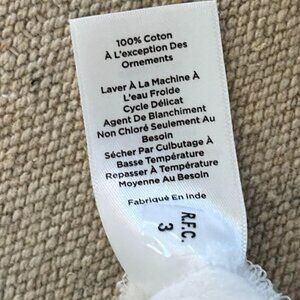 100% Coton
À L'exception Des
Ornements
Laver À La Machine À
L'eau Froide
Cycle Délicat
Agent De Blanchiment
Non Chloré Seulement Au
Besoin
Sécher Par Culbutage À
Basse Température
Repasser À Température
Moyenne Au Besoin
Fabriqué En Inde
R.F.C.
3